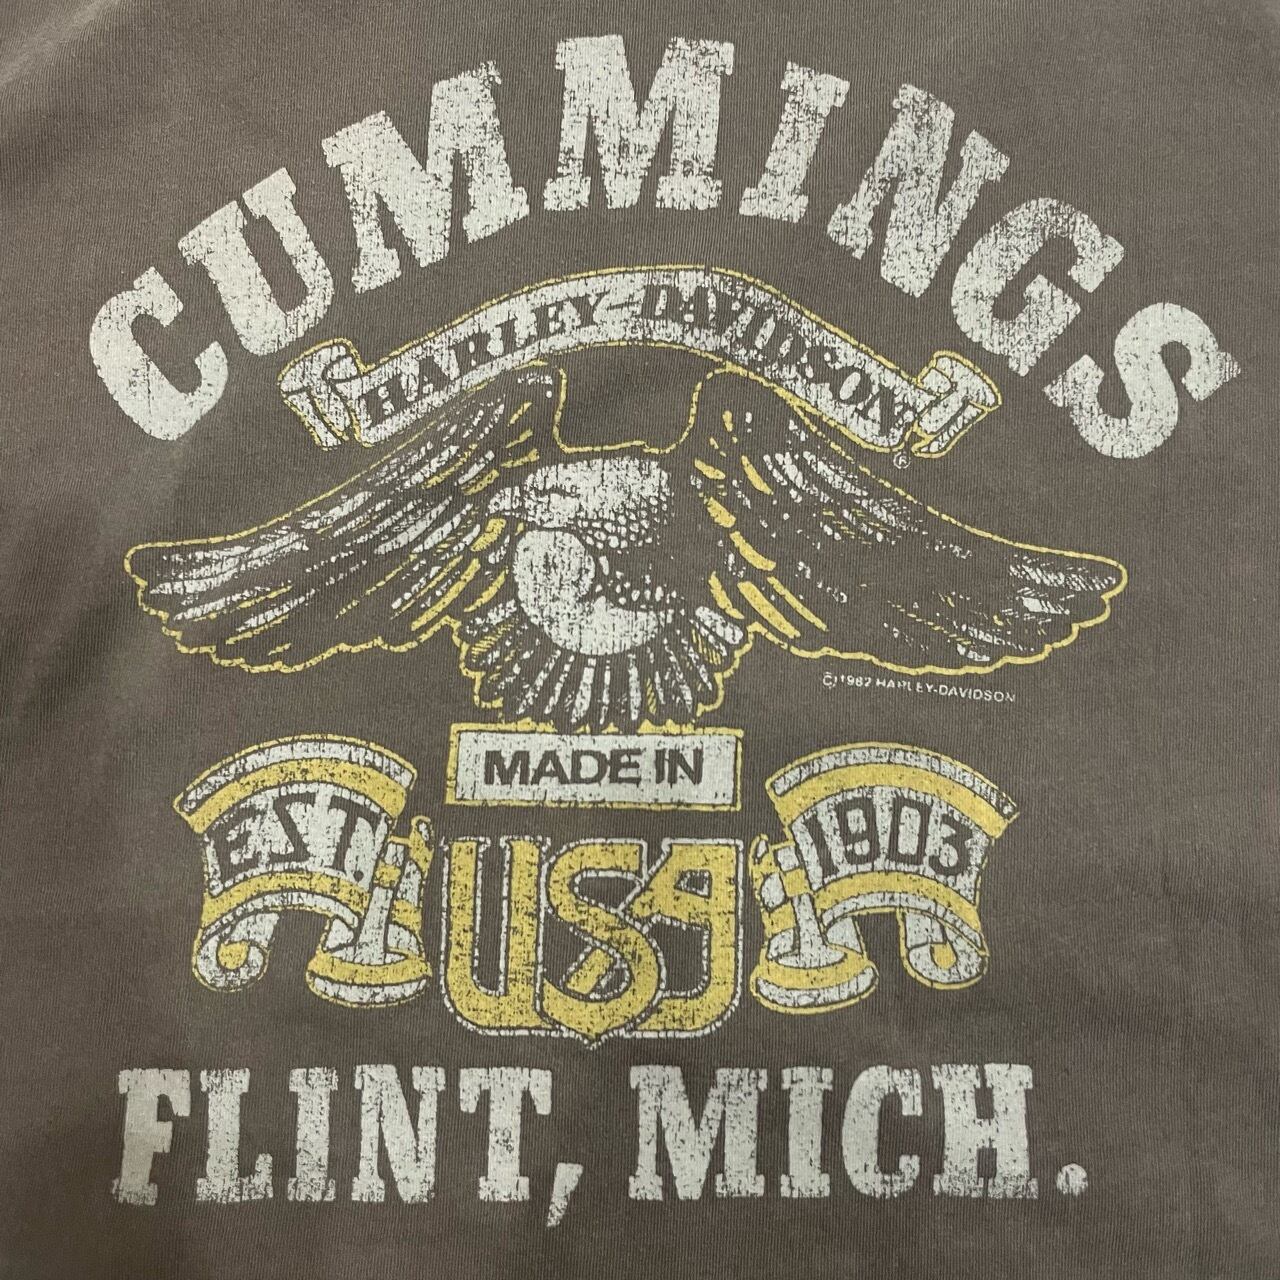 CUMMINGS
HARLEY-DAVIDSON
®
© 1982 HARLEY-DAVIDSON
MADE IN
EST. 1903
USA
FLINT, MICH.